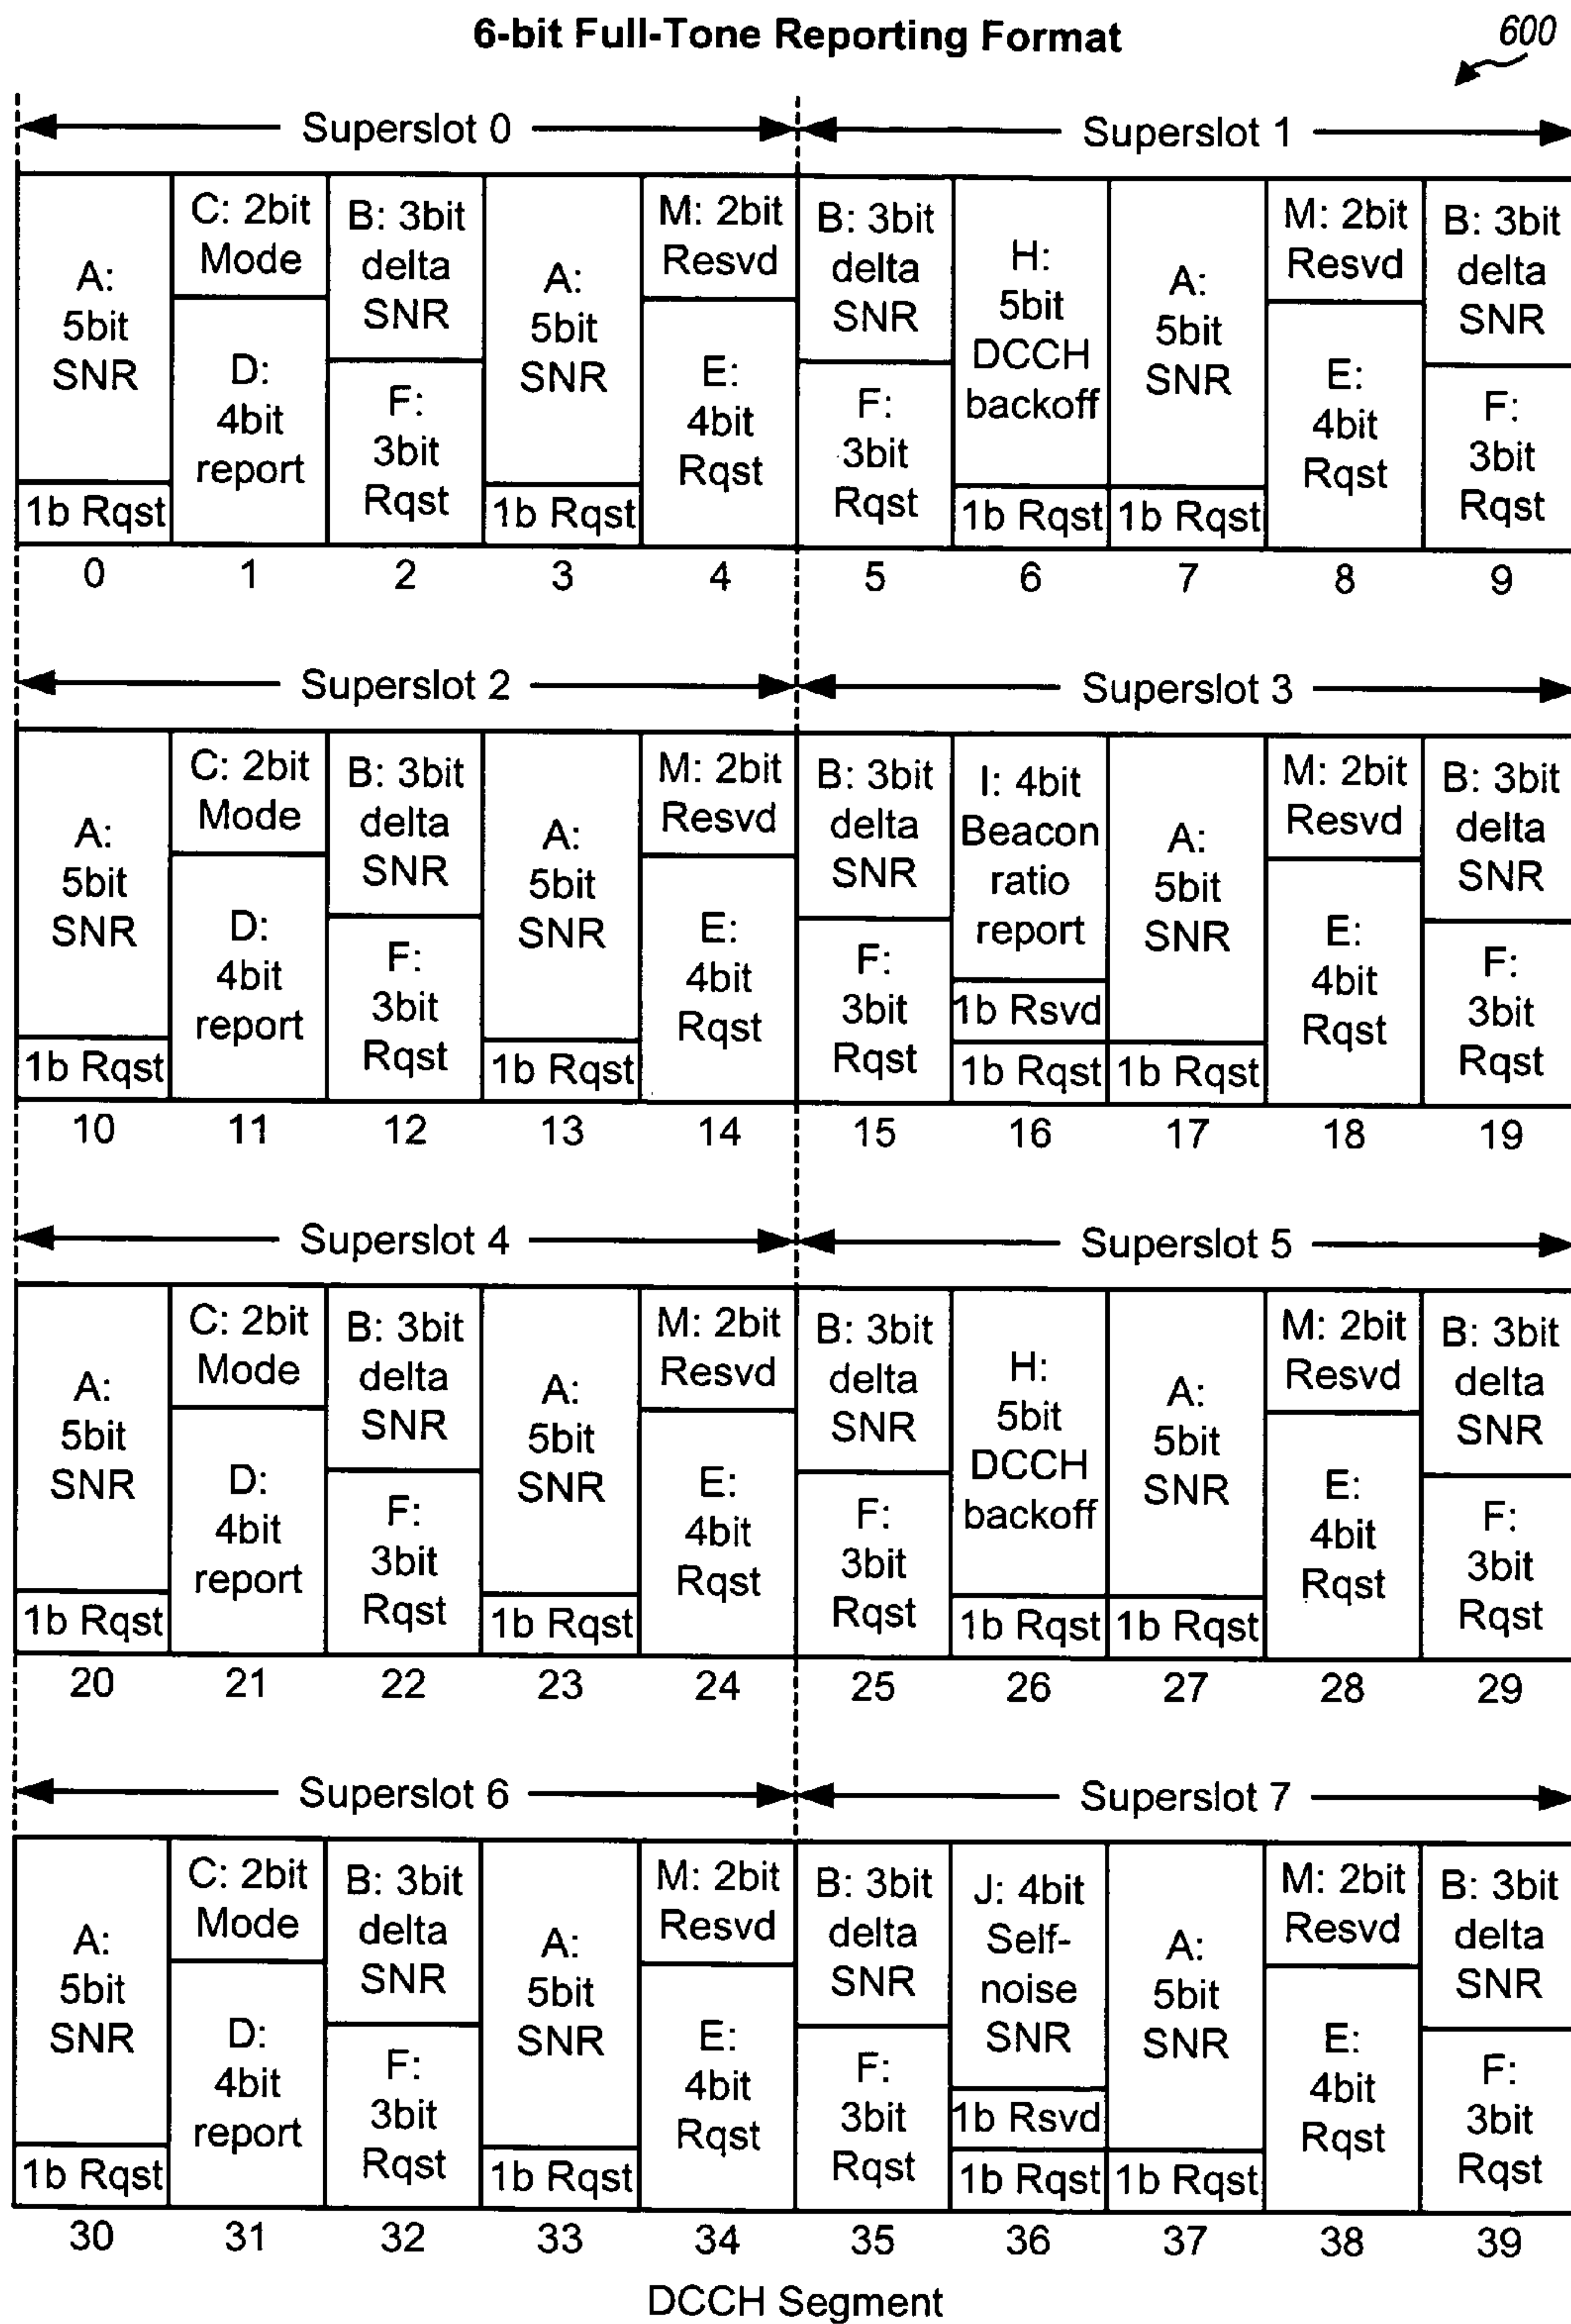 6-bit Full-Tone Reporting Format
600
Superslot 0
Superslot 1
A:
5bit
SNR
1b Rqst
C: 2bit
Mode
D:
4bit
report
B: 3bit
delta
SNR
F:
3bit
Rqst
A:
5bit
SNR
1b Rqst
M: 2bit
Resvd
E:
4bit
Rqst
B: 3bit
delta
SNR
F:
3bit
Rqst
H:
5bit
DCCH
backoff
1b Rqst
A:
5bit
SNR
1b Rqst
M: 2bit
Resvd
E:
4bit
Rqst
B: 3bit
delta
SNR
F:
3bit
Rqst
0 1 2 3 4 5 6 7 8 9
Superslot 2
Superslot 3
A:
5bit
SNR
1b Rqst
C: 2bit
Mode
D:
4bit
report
B: 3bit
delta
SNR
F:
3bit
Rqst
A:
5bit
SNR
1b Rqst
M: 2bit
Resvd
E:
4bit
Rqst
B: 3bit
delta
SNR
F:
3bit
Rqst
I: 4bit
Beacon
ratio
report
1b Rsvd
1b Rqst
A:
5bit
SNR
1b Rqst
M: 2bit
Resvd
E:
4bit
Rqst
B: 3bit
delta
SNR
F:
3bit
Rqst
10 11 12 13 14 15 16 17 18 19
Superslot 4
Superslot 5
A:
5bit
SNR
1b Rqst
C: 2bit
Mode
D:
4bit
report
B: 3bit
delta
SNR
F:
3bit
Rqst
A:
5bit
SNR
1b Rqst
M: 2bit
Resvd
E:
4bit
Rqst
B: 3bit
delta
SNR
F:
3bit
Rqst
H:
5bit
DCCH
backoff
1b Rqst
A:
5bit
SNR
1b Rqst
M: 2bit
Resvd
E:
4bit
Rqst
B: 3bit
delta
SNR
F:
3bit
Rqst
20 21 22 23 24 25 26 27 28 29
Superslot 6
Superslot 7
A:
5bit
SNR
1b Rqst
C: 2bit
Mode
D:
4bit
report
B: 3bit
delta
SNR
F:
3bit
Rqst
A:
5bit
SNR
1b Rqst
M: 2bit
Resvd
E:
4bit
Rqst
B: 3bit
delta
SNR
F:
3bit
Rqst
J: 4bit
Self-
noise
SNR
1b Rsvd
1b Rqst
A:
5bit
SNR
1b Rqst
M: 2bit
Resvd
E:
4bit
Rqst
B: 3bit
delta
SNR
F:
3bit
Rqst
30 31 32 33 34 35 36 37 38 39
DCCH Segment